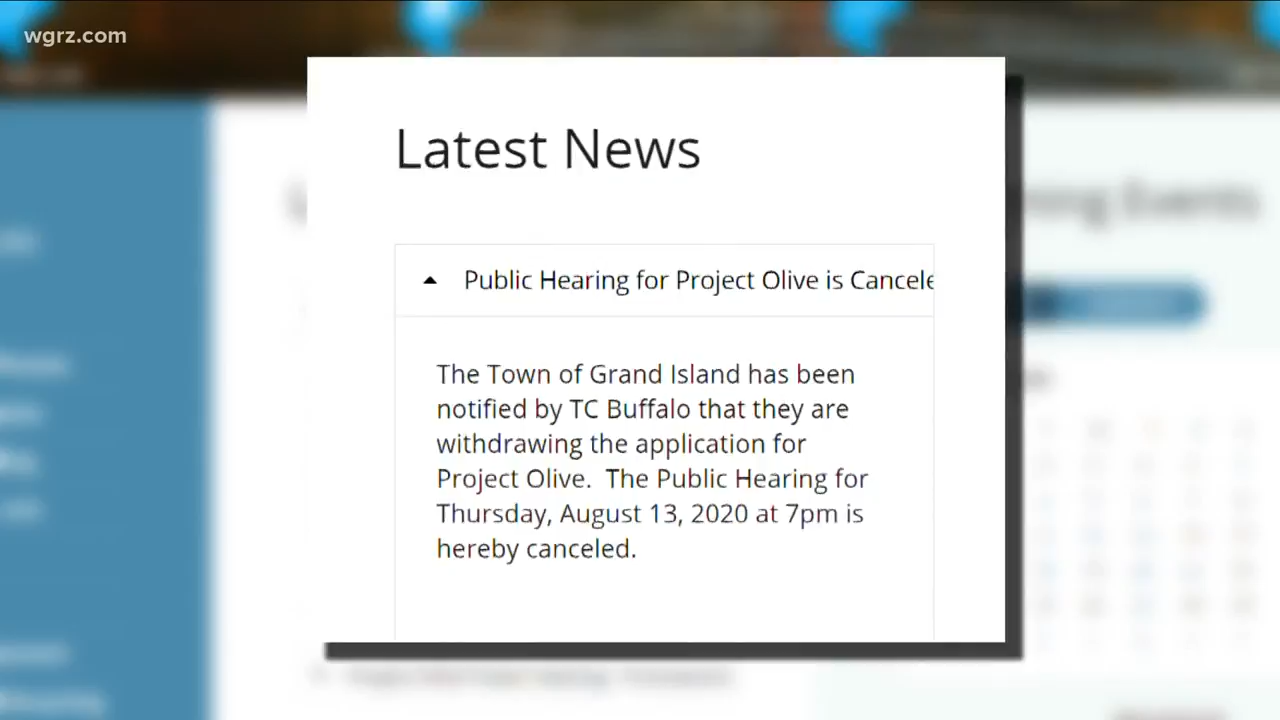 wgrz.com
Latest News
Public Hearing for Project Olive is Cancele
The Town of Grand Island has been
notified by TC Buffalo that they are
withdrawing the application for
Project Olive.  The Public Hearing for
Thursday, August 13, 2020 at 7pm is
hereby canceled.